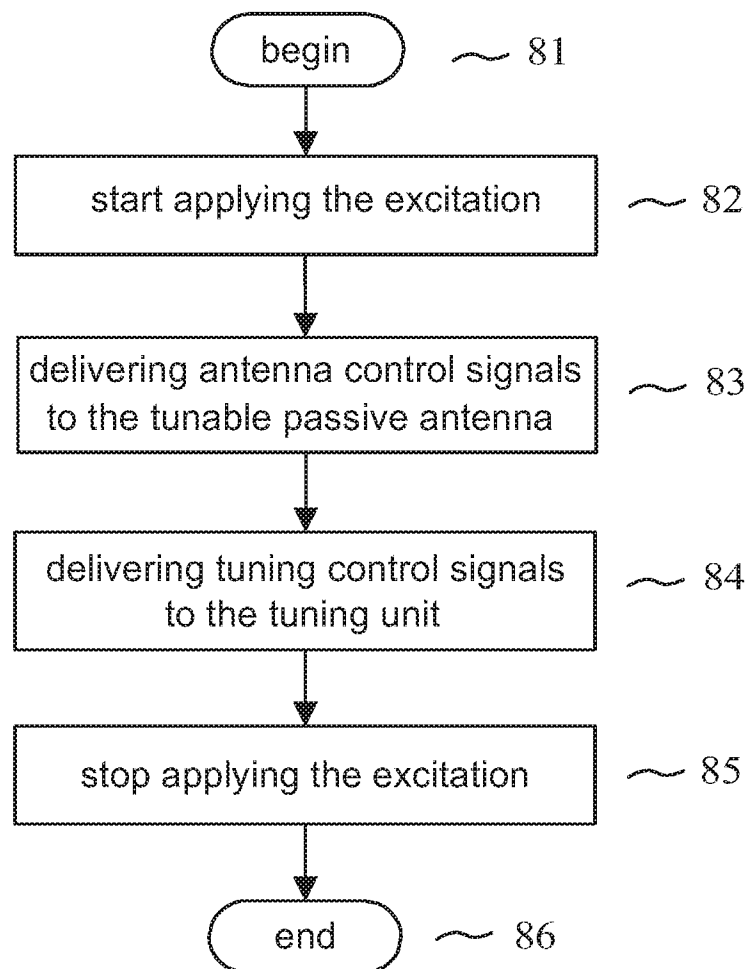 begin
81
start applying the excitation
82
delivering antenna control signals
to the tunable passive antenna
83
delivering tuning control signals
to the tuning unit
84
stop applying the excitation
85
end
86